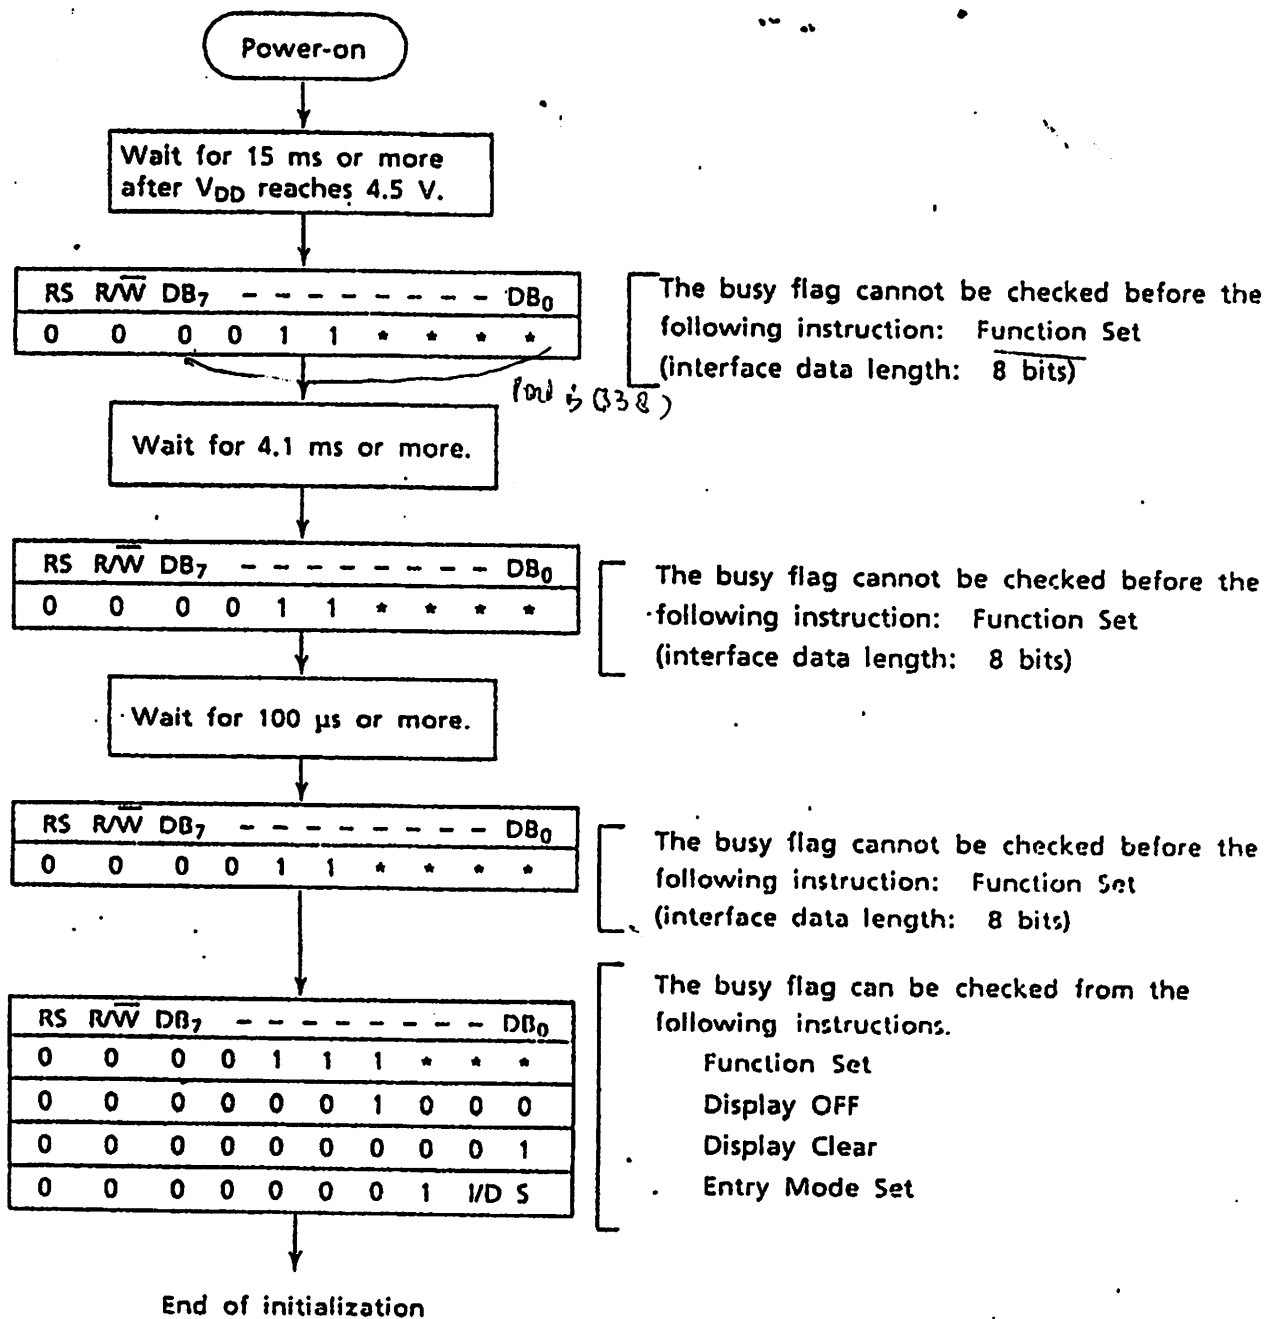 Power-on
Wait for 15 ms or more
after VDD reaches 4.5 V.
RS R/W̅ DB7 - - - - - - - - DB0
0 0 0 0 1 1 * * * *
The busy flag cannot be checked before the
following instruction: Function Set
(interface data length: 8 bits)
Wait for 4.1 ms or more.
RS R/W̅ DB7 - - - - - - - - DB0
0 0 0 0 1 1 * * * *
The busy flag cannot be checked before the
following instruction: Function Set
(interface data length: 8 bits)
Wait for 100 µs or more.
RS R/W̅ DB7 - - - - - - - - DB0
0 0 0 0 1 1 * * * *
The busy flag cannot be checked before the
following instruction: Function Set
(interface data length: 8 bits)
RS R/W̅ DB7 - - - - - - - - DB0
0 0 0 0 1 1 1 * * *
0 0 0 0 0 0 1 0 0 0
0 0 0 0 0 0 0 0 0 1
0 0 0 0 0 0 0 1 I/D S
The busy flag can be checked from the
following instructions.
Function Set
Display OFF
Display Clear
Entry Mode Set
End of initialization